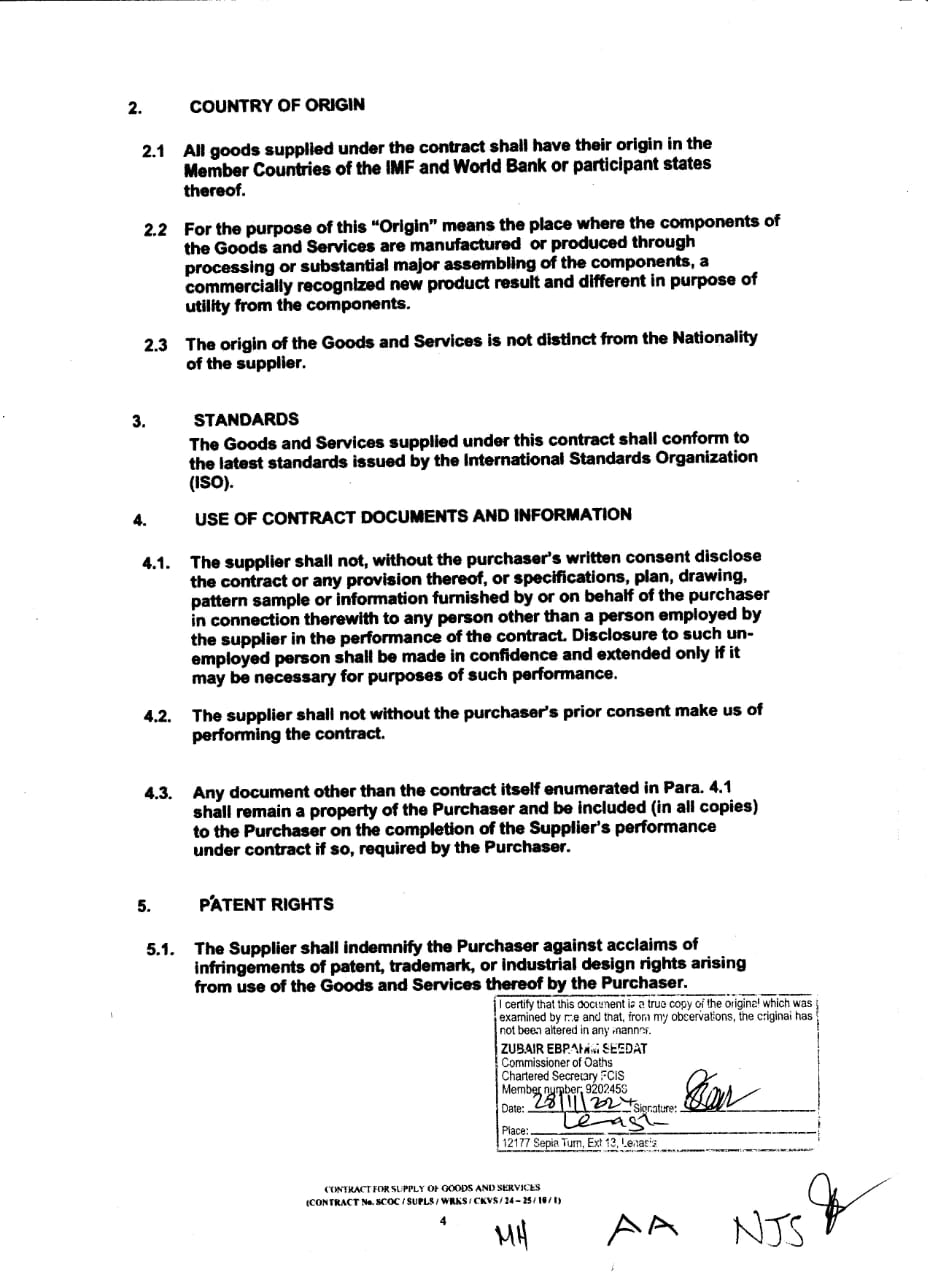 2. COUNTRY OF ORIGIN
2.1 All goods supplied under the contract shall have their origin in the
Member Countries of the IMF and World Bank or participant states
thereof.
2.2 For the purpose of this “Origin” means the place where the components of
the Goods and Services are manufactured or produced through
processing or substantial major assembling of the components, a
commercially recognized new product result and different in purpose of
utility from the components.
2.3 The origin of the Goods and Services is not distinct from the Nationality
of the supplier.
3. STANDARDS
The Goods and Services supplied under this contract shall conform to
the latest standards issued by the International Standards Organization
(ISO).
4. USE OF CONTRACT DOCUMENTS AND INFORMATION
4.1. The supplier shall not, without the purchaser's written consent disclose
the contract or any provision thereof, or specifications, plan, drawing,
pattern sample or information furnished by or on behalf of the purchaser
in connection therewith to any person other than a person employed by
the supplier in the performance of the contract. Disclosure to such un-
employed person shall be made in confidence and extended only if it
may be necessary for purposes of such performance.
4.2. The supplier shall not without the purchaser's prior consent make us of
performing the contract.
4.3. Any document other than the contract itself enumerated in Para. 4.1
shall remain a property of the Purchaser and be included (in all copies)
to the Purchaser on the completion of the Supplier's performance
under contract if so, required by the Purchaser.
5. PATENT RIGHTS
5.1. The Supplier shall indemnify the Purchaser against acclaims of
infringements of patent, trademark, or industrial design rights arising
from use of the Goods and Services thereof by the Purchaser.
I certify that this document is a true copy of the original which was
examined by me and that, from my observations, the original has
not been altered in any manner.
ZUBAIR EBRAHIM SEEDAT
Commissioner of Oaths
Chartered Secretary FCIS
Member number:
Date: 28/11/2024 Signature:
Place: Lenasia
12177 Sepia Turn, Ext 13, Lenasia
CONTRACT FOR SUPPLY OF GOODS AND SERVICES
(CONTRACT No. SCOC / SUPLS / WRKS / CKVS / 24 – 25 / 10 / 1)
4
MH AA NJS